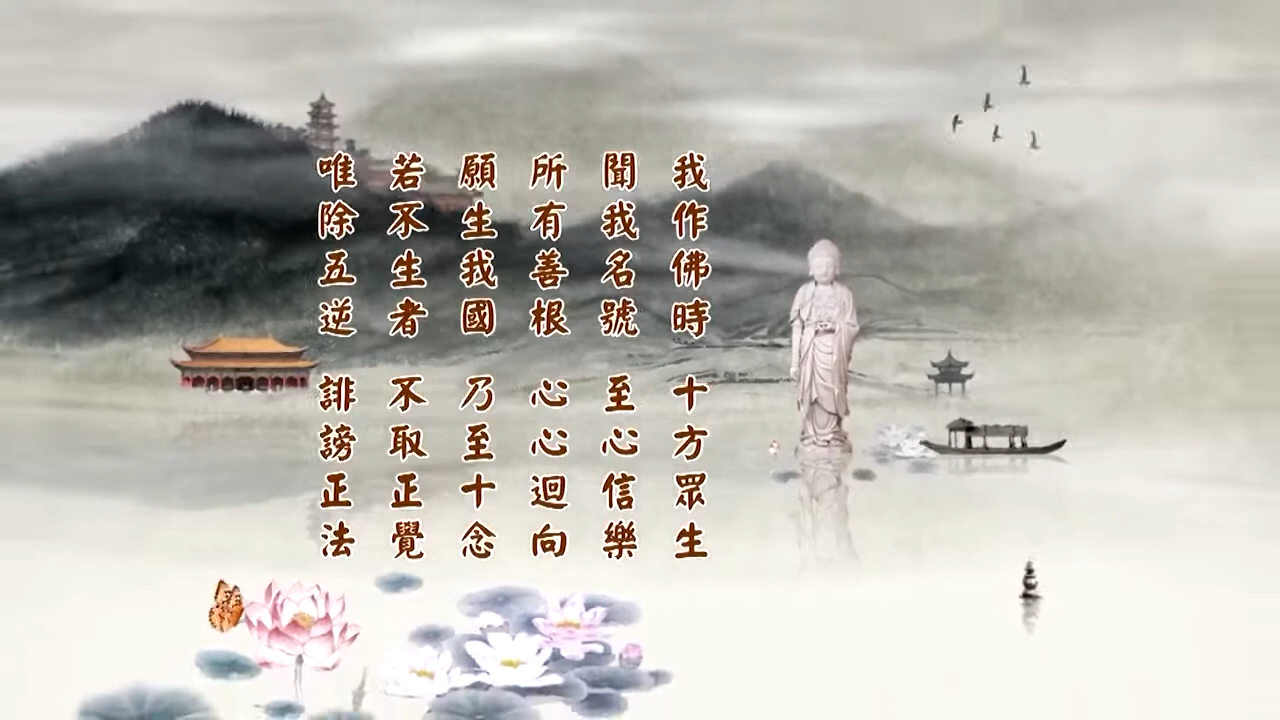 我作佛時 十方眾生
聞我名號 至心信樂
所有善根 心心迴向
願生我國 乃至十念
若不生者 不取正覺
唯除五逆 誹謗正法